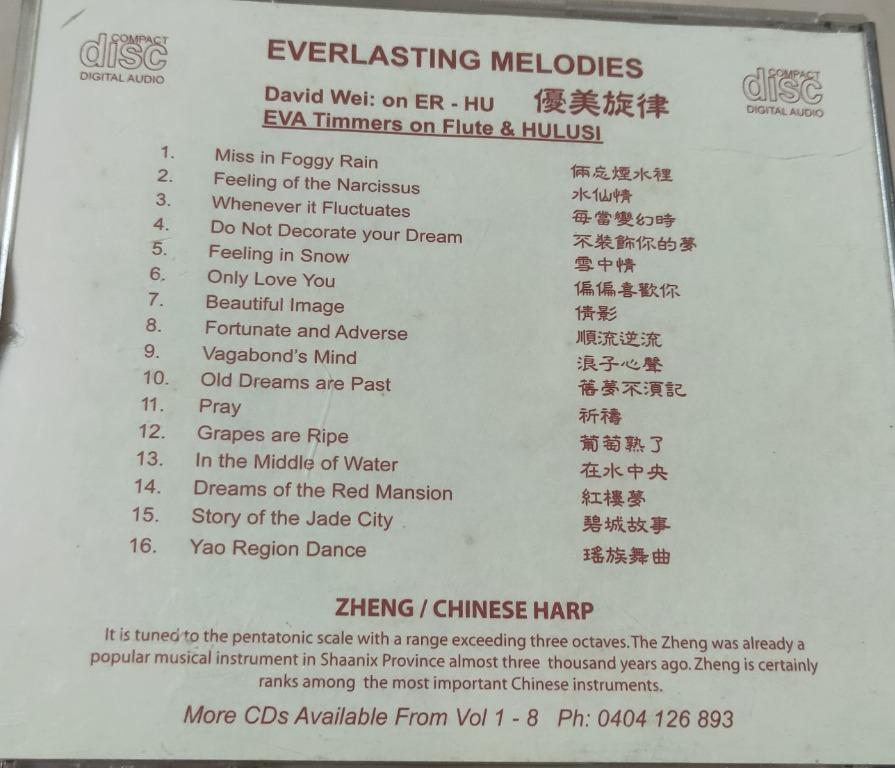 COMPACT disc DIGITAL AUDIO
COMPACT disc DIGITAL AUDIO
EVERLASTING MELODIES
David Wei: on ER - HU 優美旋律
EVA Timmers on Flute & HULUSI
1. Miss in Foggy Rain 倆忘煙水裡
2. Feeling of the Narcissus 水仙情
3. Whenever it Fluctuates 每當變幻時
4. Do Not Decorate your Dream 不裝飾你的夢
5. Feeling in Snow 雪中情
6. Only Love You 偏偏喜歡你
7. Beautiful Image 倩影
8. Fortunate and Adverse 順流逆流
9. Vagabond's Mind 浪子心聲
10. Old Dreams are Past 舊夢不須記
11. Pray 祈禱
12. Grapes are Ripe 葡萄熟了
13. In the Middle of Water 在水中央
14. Dreams of the Red Mansion 紅樓夢
15. Story of the Jade City 碧城故事
16. Yao Region Dance 瑤族舞曲
ZHENG / CHINESE HARP
It is tuned to the pentatonic scale with a range exceeding three octaves. The Zheng was already a
popular musical instrument in Shaanix Province almost three thousand years ago. Zheng is certainly
ranks among the most important Chinese instruments.
More CDs Available From Vol 1 - 8 Ph: 0404 126 893